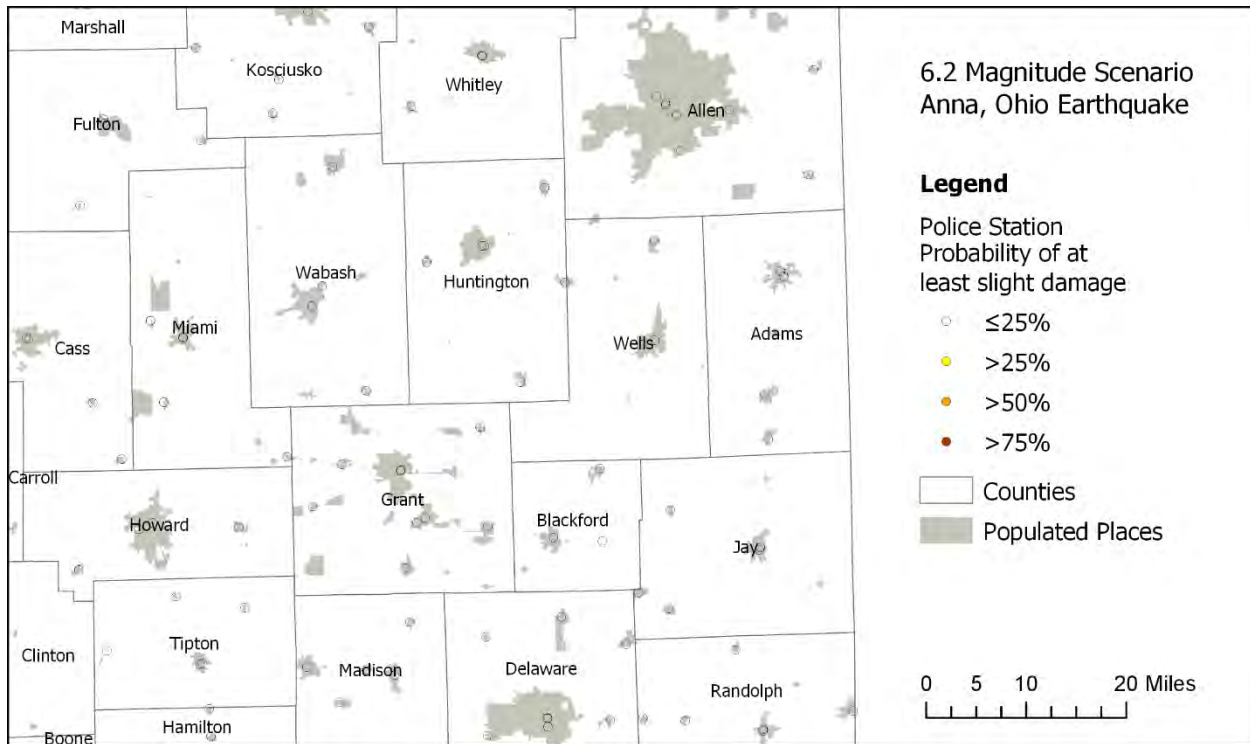 Marshall
Kosciusko
Whitley
Allen
Fulton
Wabash
Huntington
Miami
Cass
Wells
Adams
Carroll
Grant
Howard
Blackford
Jay
Clinton
Tipton
Madison
Delaware
Randolph
Hamilton
Boone
6.2 Magnitude Scenario
Anna, Ohio Earthquake
Legend
Police Station
Probability of at
least slight damage
≤25%
>25%
>50%
>75%
Counties
Populated Places
0 5 10 20 Miles